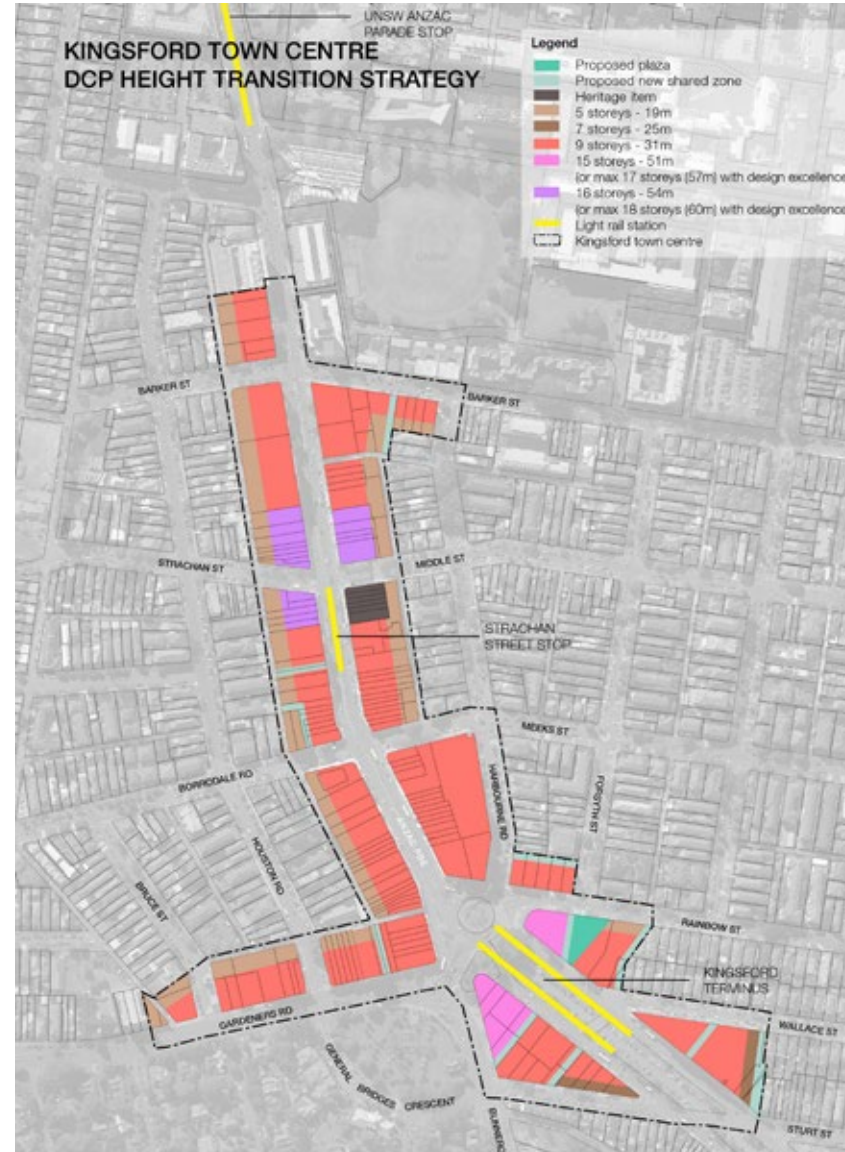 UNSW ANZAC
PARADE STOP
KINGSFORD TOWN CENTRE
DCP HEIGHT TRANSITION STRATEGY
Legend
Proposed plaza
Proposed new shared zone
Heritage item
5 storeys - 19m
7 storeys - 25m
9 storeys - 31m
15 storeys - 51m
(or max 17 storeys (57m) with design excellence
16 storeys - 54m
(or max 18 storeys (60m) with design excellence
Light rail station
Kingsford town centre
BARKER ST
BARKER ST
STRACHAN ST
MIDDLE ST
STRACHAN
STREET STOP
MEEKS ST
BORRODALE RD
HARBOURNE RD
FORSYTH ST
HOUSTON RD
BRUCE ST
RAINBOW ST
KINGSFORD
TERMINUS
GARDENERS RD
WALLACE ST
GENERAL BRIDGES CRESCENT
STURT ST